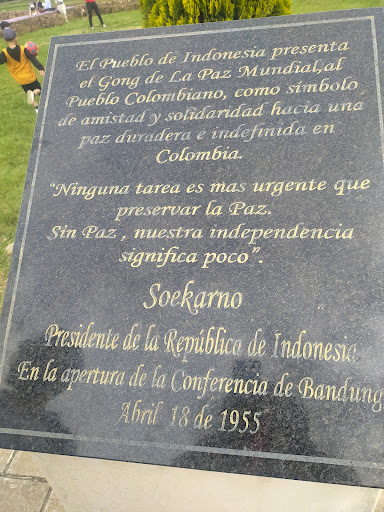 El Pueblo de Indonesia presenta
el Gong de La Paz Mundial,al
Pueblo Colombiano, como símbolo
de amistad y solidaridad hacia una
paz duradera e indefinida en
Colombia.
"Ninguna tarea es mas urgente que
preservar la Paz.
Sin Paz , nuestra independencia
significa poco".
Soekarno
Presidente de la República de Indonesia
En la apertura de la Conferencia de Bandung
Abril 18 de 1955